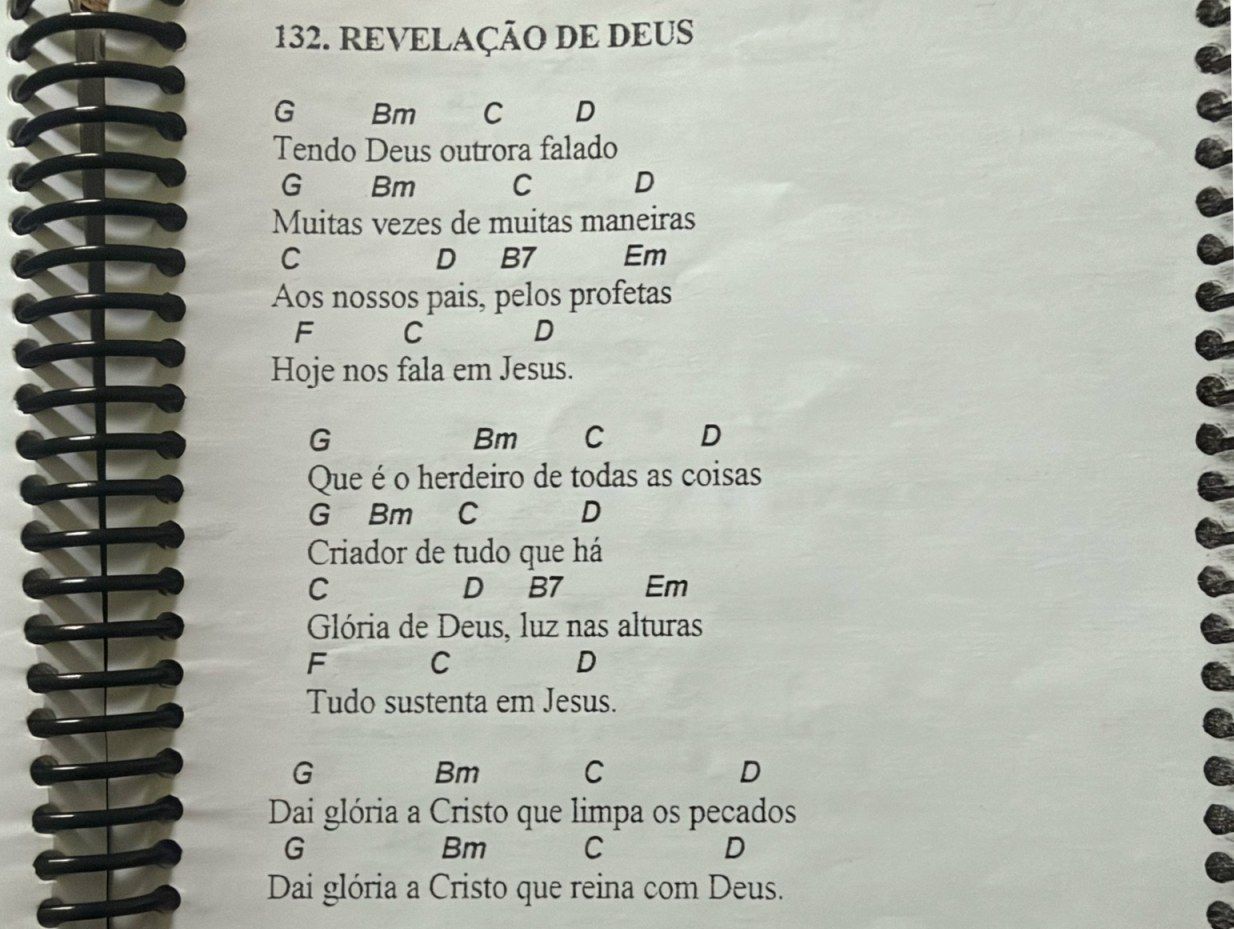 132. REVELAÇÃO DE DEUS
G Bm C D
Tendo Deus outrora falado
G Bm C D
Muitas vezes de muitas maneiras
C D B7 Em
Aos nossos pais, pelos profetas
F C D
Hoje nos fala em Jesus.
G Bm C D
Que é o herdeiro de todas as coisas
G Bm C D
Criador de tudo que há
C D B7 Em
Glória de Deus, luz nas alturas
F C D
Tudo sustenta em Jesus.
G Bm C D
Dai glória a Cristo que limpa os pecados
G Bm C D
Dai glória a Cristo que reina com Deus.